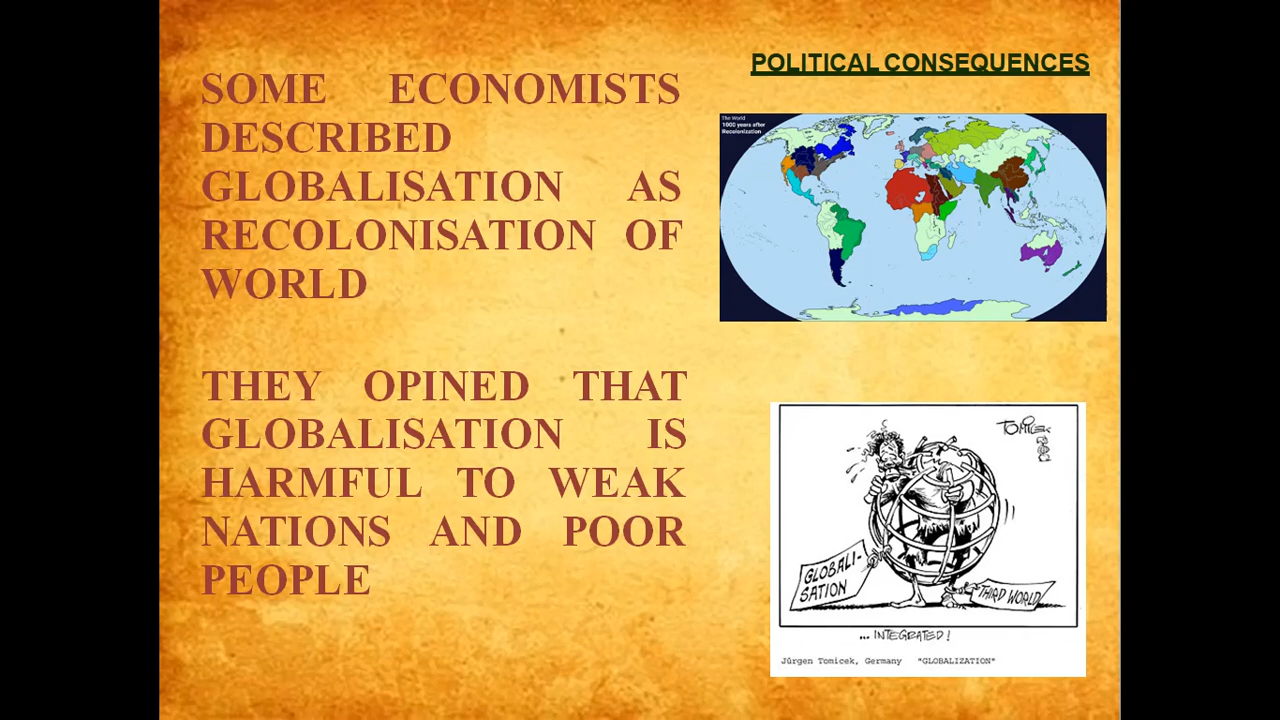 POLITICAL CONSEQUENCES
SOME ECONOMISTS
DESCRIBED
GLOBALISATION AS
RECOLONISATION OF
WORLD
THEY OPINED THAT
GLOBALISATION IS
HARMFUL TO WEAK
NATIONS AND POOR
PEOPLE
The World
1000 years after
Recolonization
GLOBALI-
SATION
THIRD WORLD
... INTEGRATED!
Jürgen Tomicek, Germany "GLOBALIZATION"